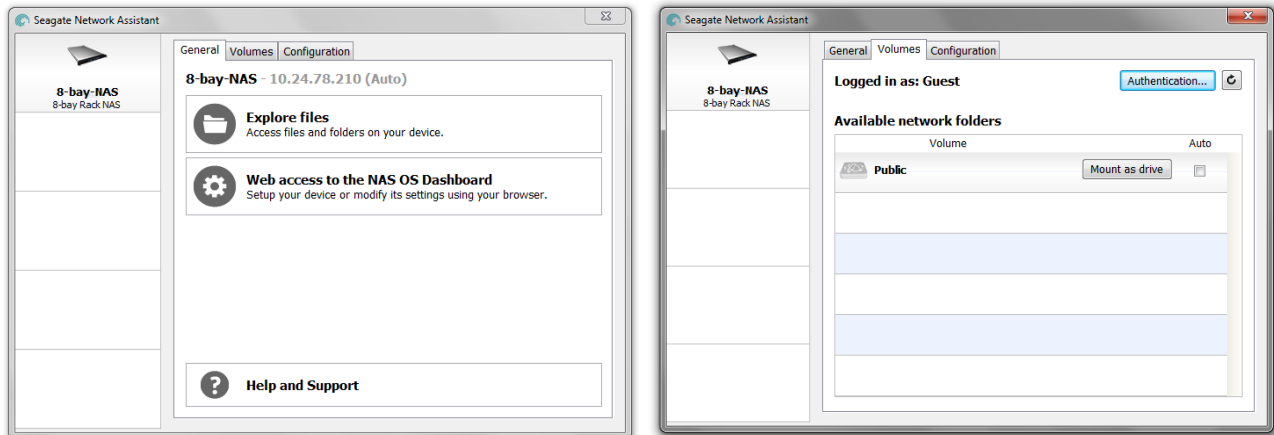 Seagate Network Assistant
8-bay-NAS
8-bay Rack NAS
General Volumes Configuration
8-bay-NAS - 10.24.78.210 (Auto)
Explore files
Access files and folders on your device.
Web access to the NAS OS Dashboard
Setup your device or modify its settings using your browser.
? Help and Support
Seagate Network Assistant
8-bay-NAS
8-bay Rack NAS
General Volumes Configuration
Logged in as: Guest Authentication...
Available network folders
Volume Auto
Public Mount as drive